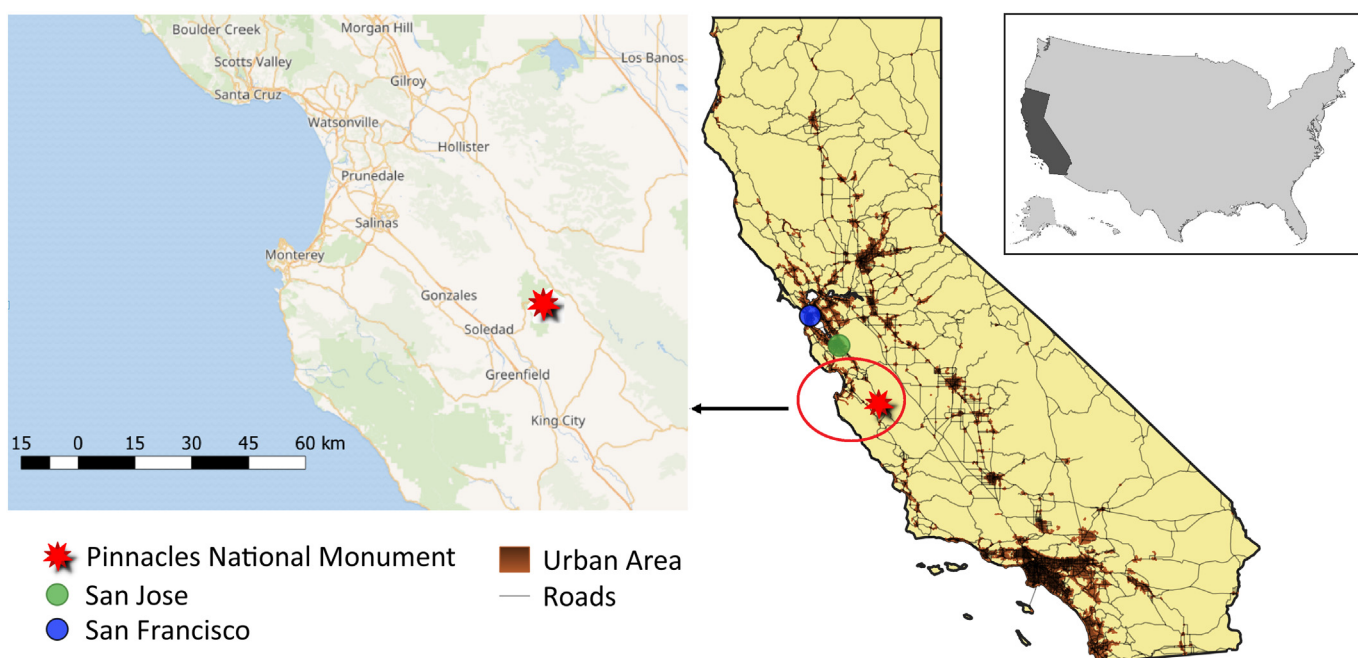 Boulder Creek
Morgan Hill
Scotts Valley
Los Banos
Gilroy
Santa Cruz
Watsonville
Hollister
Prunedale
Salinas
Monterey
Gonzales
Soledad
Greenfield
King City
15 0 15 30 45 60 km
Pinnacles National Monument
San Jose
San Francisco
Urban Area
Roads